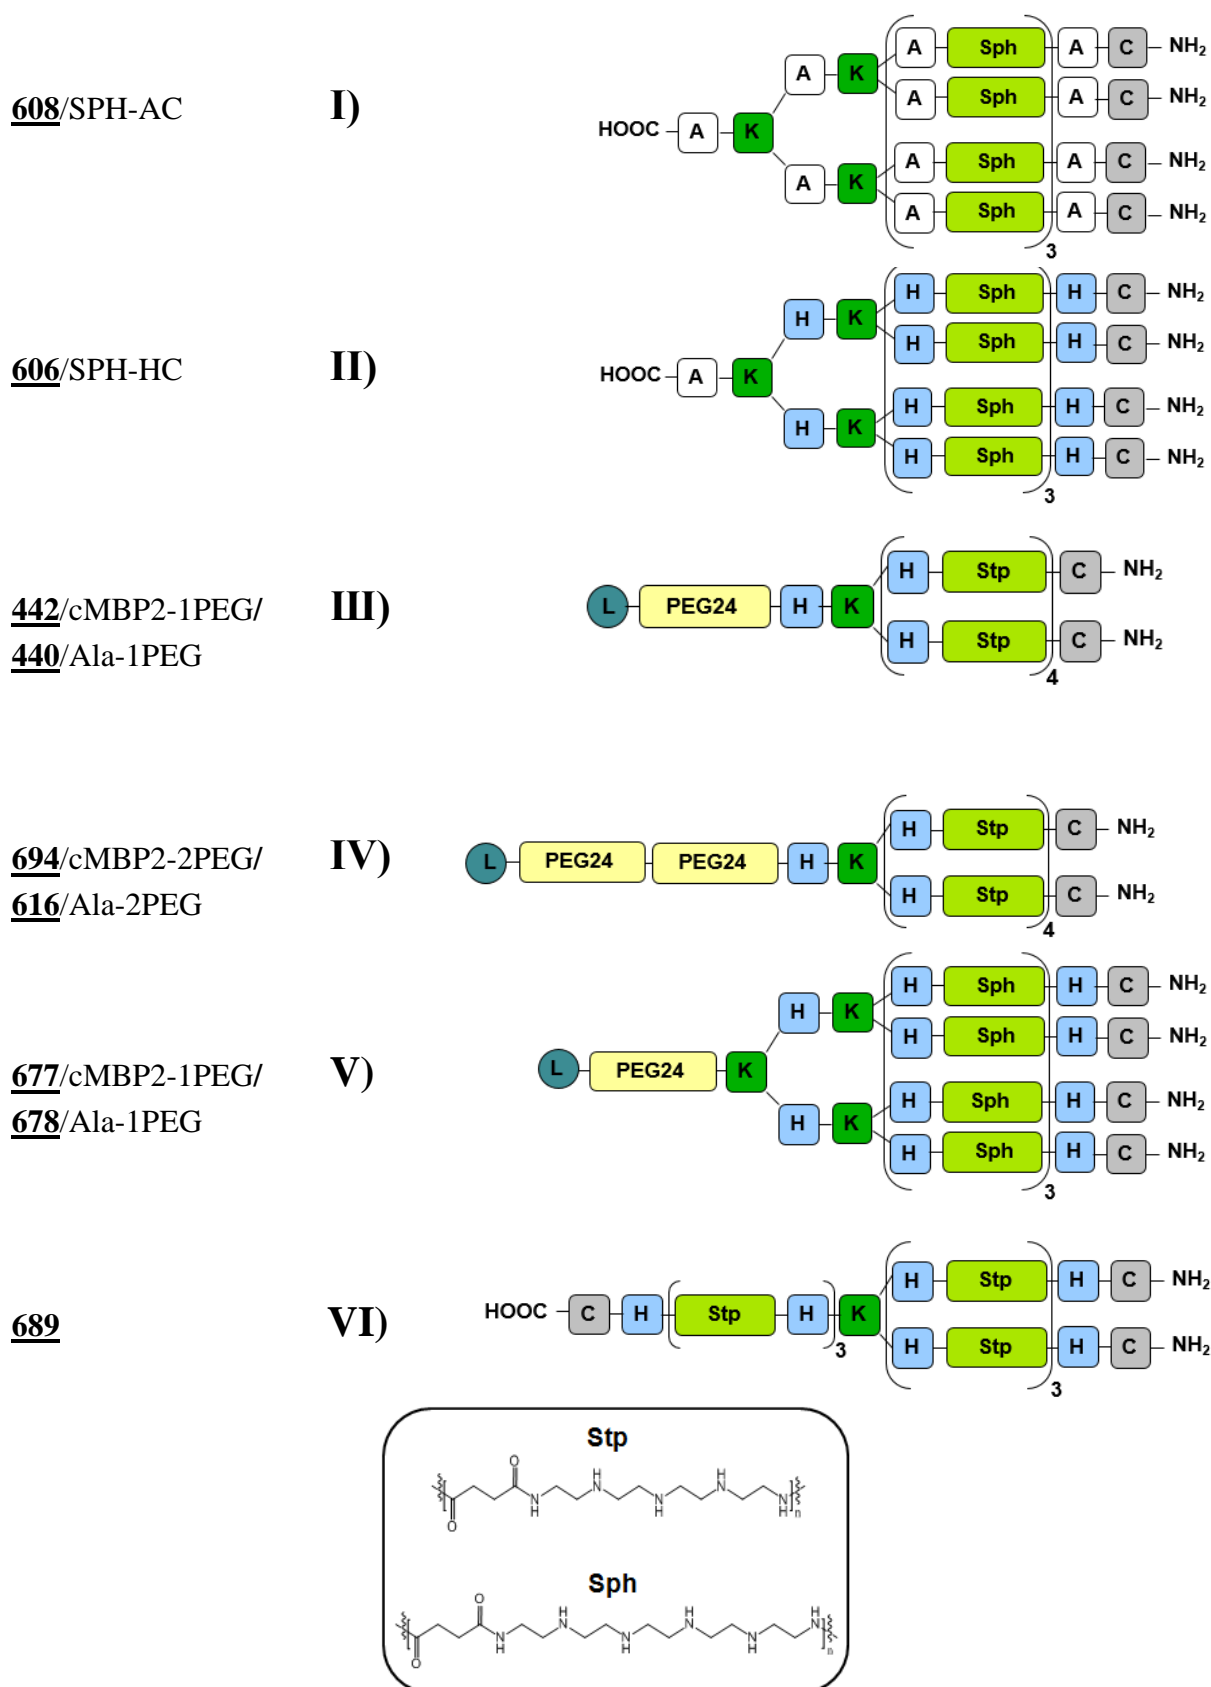 608/SPH-AC
I)
A Sph A C NH₂
A K A Sph A C NH₂
HOOC A K
A K A Sph A C NH₂
A Sph A C NH₂
3
606/SPH-HC
II)
H Sph H C NH₂
H K H Sph H C NH₂
HOOC A K
H K H Sph H C NH₂
H Sph H C NH₂
3
442/cMBP2-1PEG/
440/Ala-1PEG
III)
H Stp C NH₂
L PEG24 H K
H Stp C NH₂
4
694/cMBP2-2PEG/
616/Ala-2PEG
IV)
H Stp C NH₂
L PEG24 PEG24 H K
H Stp C NH₂
4
677/cMBP2-1PEG/
678/Ala-1PEG
V)
H Sph H C NH₂
H K H Sph H C NH₂
L PEG24 K
H K H Sph H C NH₂
H Sph H C NH₂
3
689
VI)
H Stp H C NH₂
HOOC C H Stp H 3 K
H Stp H C NH₂
3
Stp
O H H
N N N N n
O H H H
Sph
O H H H
N N N N N n
O H H H